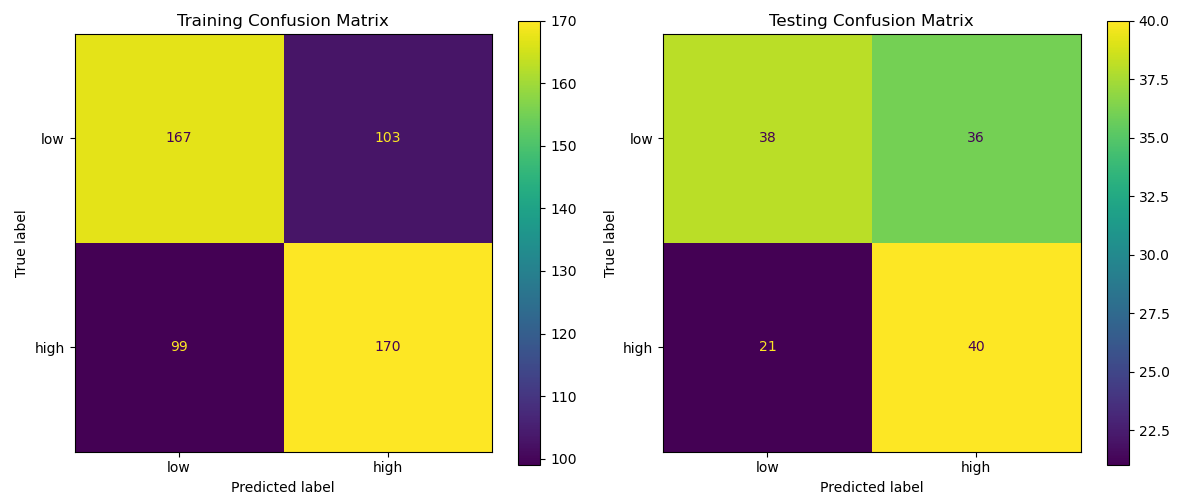 Training Confusion Matrix
True label
low
high
167
103
99
170
low
high
Predicted label
170
160
150
140
130
120
110
100
Testing Confusion Matrix
True label
low
high
38
36
21
40
low
high
Predicted label
40.0
37.5
35.0
32.5
30.0
27.5
25.0
22.5